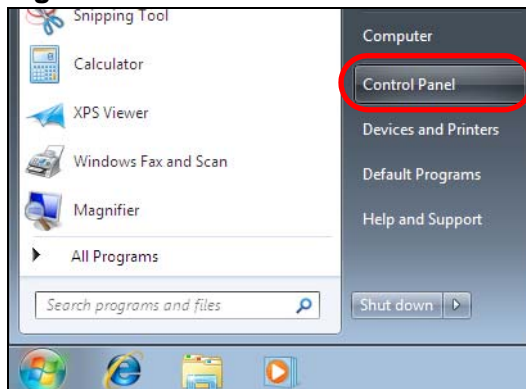 Snipping Tool
Calculator
XPS Viewer
Windows Fax and Scan
Magnifier
All Programs
Search programs and files
Computer
Control Panel
Devices and Printers
Default Programs
Help and Support
Shut down